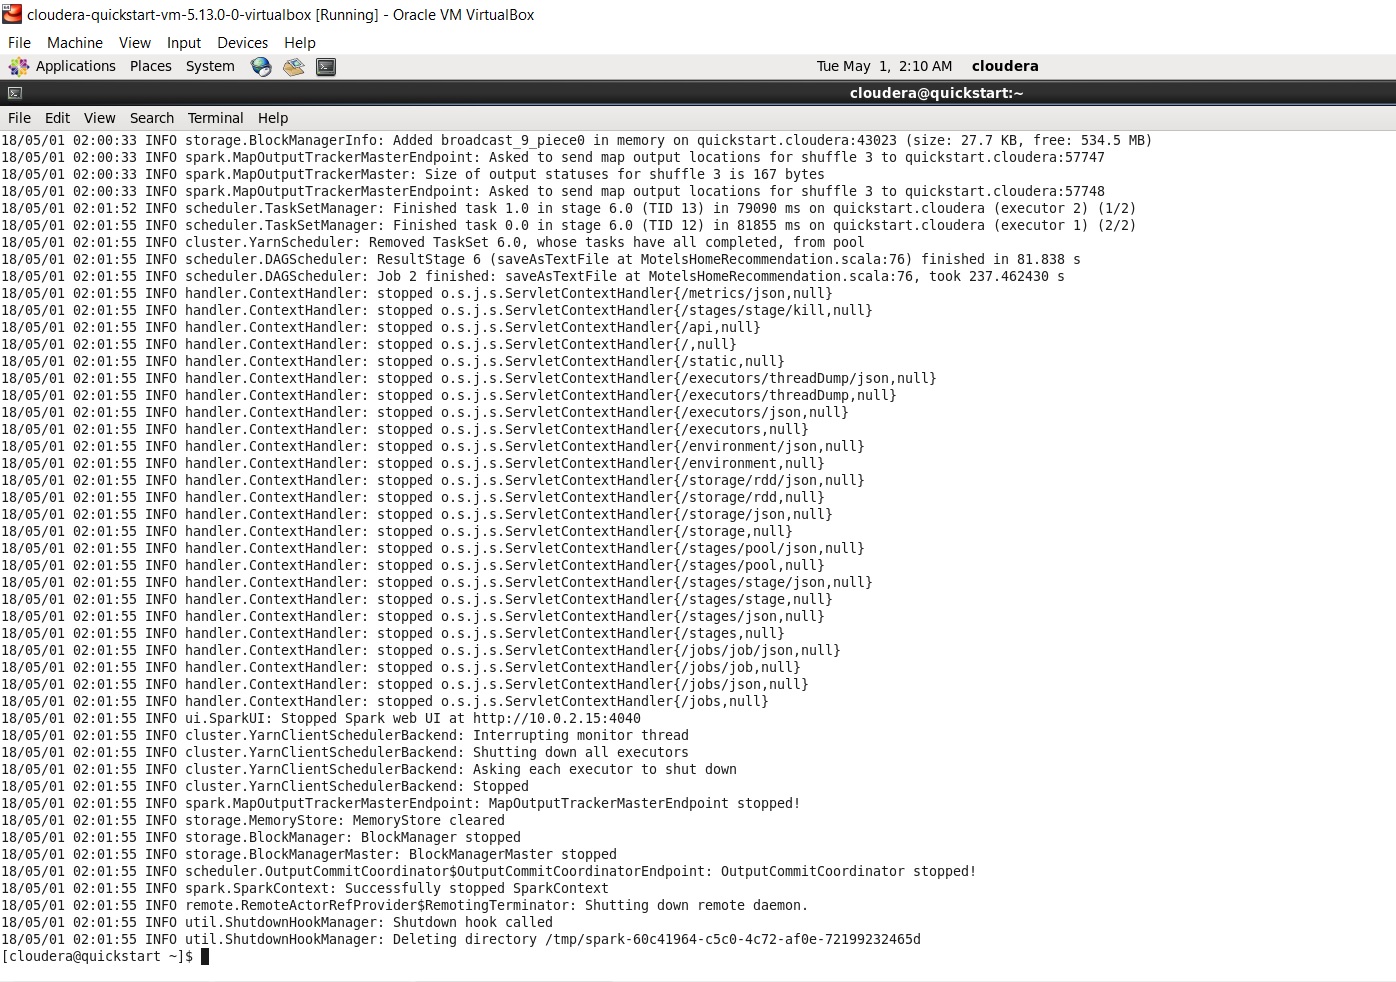 cloudera-quickstart-vm-5.13.0-0-virtualbox [Running] - Oracle VM VirtualBox
File Machine View Input Devices Help
Applications Places System Tue May 1, 2:10 AM cloudera
cloudera@quickstart:~
File Edit View Search Terminal Help
18/05/01 02:00:33 INFO storage.BlockManagerInfo: Added broadcast_9_piece0 in memory on quickstart.cloudera:43023 (size: 27.7 KB, free: 534.5 MB)
18/05/01 02:00:33 INFO spark.MapOutputTrackerMasterEndpoint: Asked to send map output locations for shuffle 3 to quickstart.cloudera:57747
18/05/01 02:00:33 INFO spark.MapOutputTrackerMaster: Size of output statuses for shuffle 3 is 167 bytes
18/05/01 02:00:33 INFO spark.MapOutputTrackerMasterEndpoint: Asked to send map output locations for shuffle 3 to quickstart.cloudera:57748
18/05/01 02:01:52 INFO scheduler.TaskSetManager: Finished task 1.0 in stage 6.0 (TID 13) in 79090 ms on quickstart.cloudera (executor 2) (1/2)
18/05/01 02:01:55 INFO scheduler.TaskSetManager: Finished task 0.0 in stage 6.0 (TID 12) in 81855 ms on quickstart.cloudera (executor 1) (2/2)
18/05/01 02:01:55 INFO cluster.YarnScheduler: Removed TaskSet 6.0, whose tasks have all completed, from pool
18/05/01 02:01:55 INFO scheduler.DAGScheduler: ResultStage 6 (saveAsTextFile at MotelsHomeRecommendation.scala:76) finished in 81.838 s
18/05/01 02:01:55 INFO scheduler.DAGScheduler: Job 2 finished: saveAsTextFile at MotelsHomeRecommendation.scala:76, took 237.462430 s
18/05/01 02:01:55 INFO handler.ContextHandler: stopped o.s.j.s.ServletContextHandler{/metrics/json,null}
18/05/01 02:01:55 INFO handler.ContextHandler: stopped o.s.j.s.ServletContextHandler{/stages/stage/kill,null}
18/05/01 02:01:55 INFO handler.ContextHandler: stopped o.s.j.s.ServletContextHandler{/api,null}
18/05/01 02:01:55 INFO handler.ContextHandler: stopped o.s.j.s.ServletContextHandler{/,null}
18/05/01 02:01:55 INFO handler.ContextHandler: stopped o.s.j.s.ServletContextHandler{/static,null}
18/05/01 02:01:55 INFO handler.ContextHandler: stopped o.s.j.s.ServletContextHandler{/executors/threadDump/json,null}
18/05/01 02:01:55 INFO handler.ContextHandler: stopped o.s.j.s.ServletContextHandler{/executors/threadDump,null}
18/05/01 02:01:55 INFO handler.ContextHandler: stopped o.s.j.s.ServletContextHandler{/executors/json,null}
18/05/01 02:01:55 INFO handler.ContextHandler: stopped o.s.j.s.ServletContextHandler{/executors,null}
18/05/01 02:01:55 INFO handler.ContextHandler: stopped o.s.j.s.ServletContextHandler{/environment/json,null}
18/05/01 02:01:55 INFO handler.ContextHandler: stopped o.s.j.s.ServletContextHandler{/environment,null}
18/05/01 02:01:55 INFO handler.ContextHandler: stopped o.s.j.s.ServletContextHandler{/storage/rdd/json,null}
18/05/01 02:01:55 INFO handler.ContextHandler: stopped o.s.j.s.ServletContextHandler{/storage/rdd,null}
18/05/01 02:01:55 INFO handler.ContextHandler: stopped o.s.j.s.ServletContextHandler{/storage/json,null}
18/05/01 02:01:55 INFO handler.ContextHandler: stopped o.s.j.s.ServletContextHandler{/storage,null}
18/05/01 02:01:55 INFO handler.ContextHandler: stopped o.s.j.s.ServletContextHandler{/stages/pool/json,null}
18/05/01 02:01:55 INFO handler.ContextHandler: stopped o.s.j.s.ServletContextHandler{/stages/pool,null}
18/05/01 02:01:55 INFO handler.ContextHandler: stopped o.s.j.s.ServletContextHandler{/stages/stage/json,null}
18/05/01 02:01:55 INFO handler.ContextHandler: stopped o.s.j.s.ServletContextHandler{/stages/stage,null}
18/05/01 02:01:55 INFO handler.ContextHandler: stopped o.s.j.s.ServletContextHandler{/stages/json,null}
18/05/01 02:01:55 INFO handler.ContextHandler: stopped o.s.j.s.ServletContextHandler{/stages,null}
18/05/01 02:01:55 INFO handler.ContextHandler: stopped o.s.j.s.ServletContextHandler{/jobs/job/json,null}
18/05/01 02:01:55 INFO handler.ContextHandler: stopped o.s.j.s.ServletContextHandler{/jobs/job,null}
18/05/01 02:01:55 INFO handler.ContextHandler: stopped o.s.j.s.ServletContextHandler{/jobs/json,null}
18/05/01 02:01:55 INFO handler.ContextHandler: stopped o.s.j.s.ServletContextHandler{/jobs,null}
18/05/01 02:01:55 INFO ui.SparkUI: Stopped Spark web UI at http://10.0.2.15:4040
18/05/01 02:01:55 INFO cluster.YarnClientSchedulerBackend: Interrupting monitor thread
18/05/01 02:01:55 INFO cluster.YarnClientSchedulerBackend: Shutting down all executors
18/05/01 02:01:55 INFO cluster.YarnClientSchedulerBackend: Asking each executor to shut down
18/05/01 02:01:55 INFO cluster.YarnClientSchedulerBackend: Stopped
18/05/01 02:01:55 INFO spark.MapOutputTrackerMasterEndpoint: MapOutputTrackerMasterEndpoint stopped!
18/05/01 02:01:55 INFO storage.MemoryStore: MemoryStore cleared
18/05/01 02:01:55 INFO storage.BlockManager: BlockManager stopped
18/05/01 02:01:55 INFO storage.BlockManagerMaster: BlockManagerMaster stopped
18/05/01 02:01:55 INFO scheduler.OutputCommitCoordinator$OutputCommitCoordinatorEndpoint: OutputCommitCoordinator stopped!
18/05/01 02:01:55 INFO spark.SparkContext: Successfully stopped SparkContext
18/05/01 02:01:55 INFO remote.RemoteActorRefProvider$RemotingTerminator: Shutting down remote daemon.
18/05/01 02:01:55 INFO util.ShutdownHookManager: Shutdown hook called
18/05/01 02:01:55 INFO util.ShutdownHookManager: Deleting directory /tmp/spark-60c41964-c5c0-4c72-af0e-72199232465d
[cloudera@quickstart ~]$